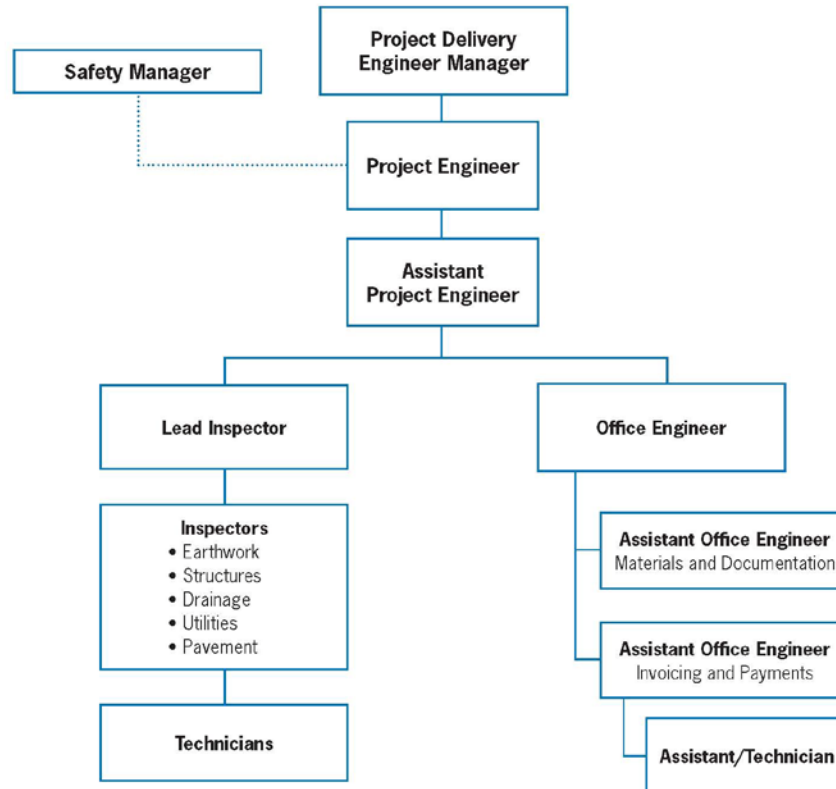 Project Delivery
Engineer Manager
Safety Manager
Project Engineer
Assistant
Project Engineer
Lead Inspector
Office Engineer
Inspectors
• Earthwork
• Structures
• Drainage
• Utilities
• Pavement
Technicians
Assistant Office Engineer
Materials and Documentation
Assistant Office Engineer
Invoicing and Payments
Assistant/Technician